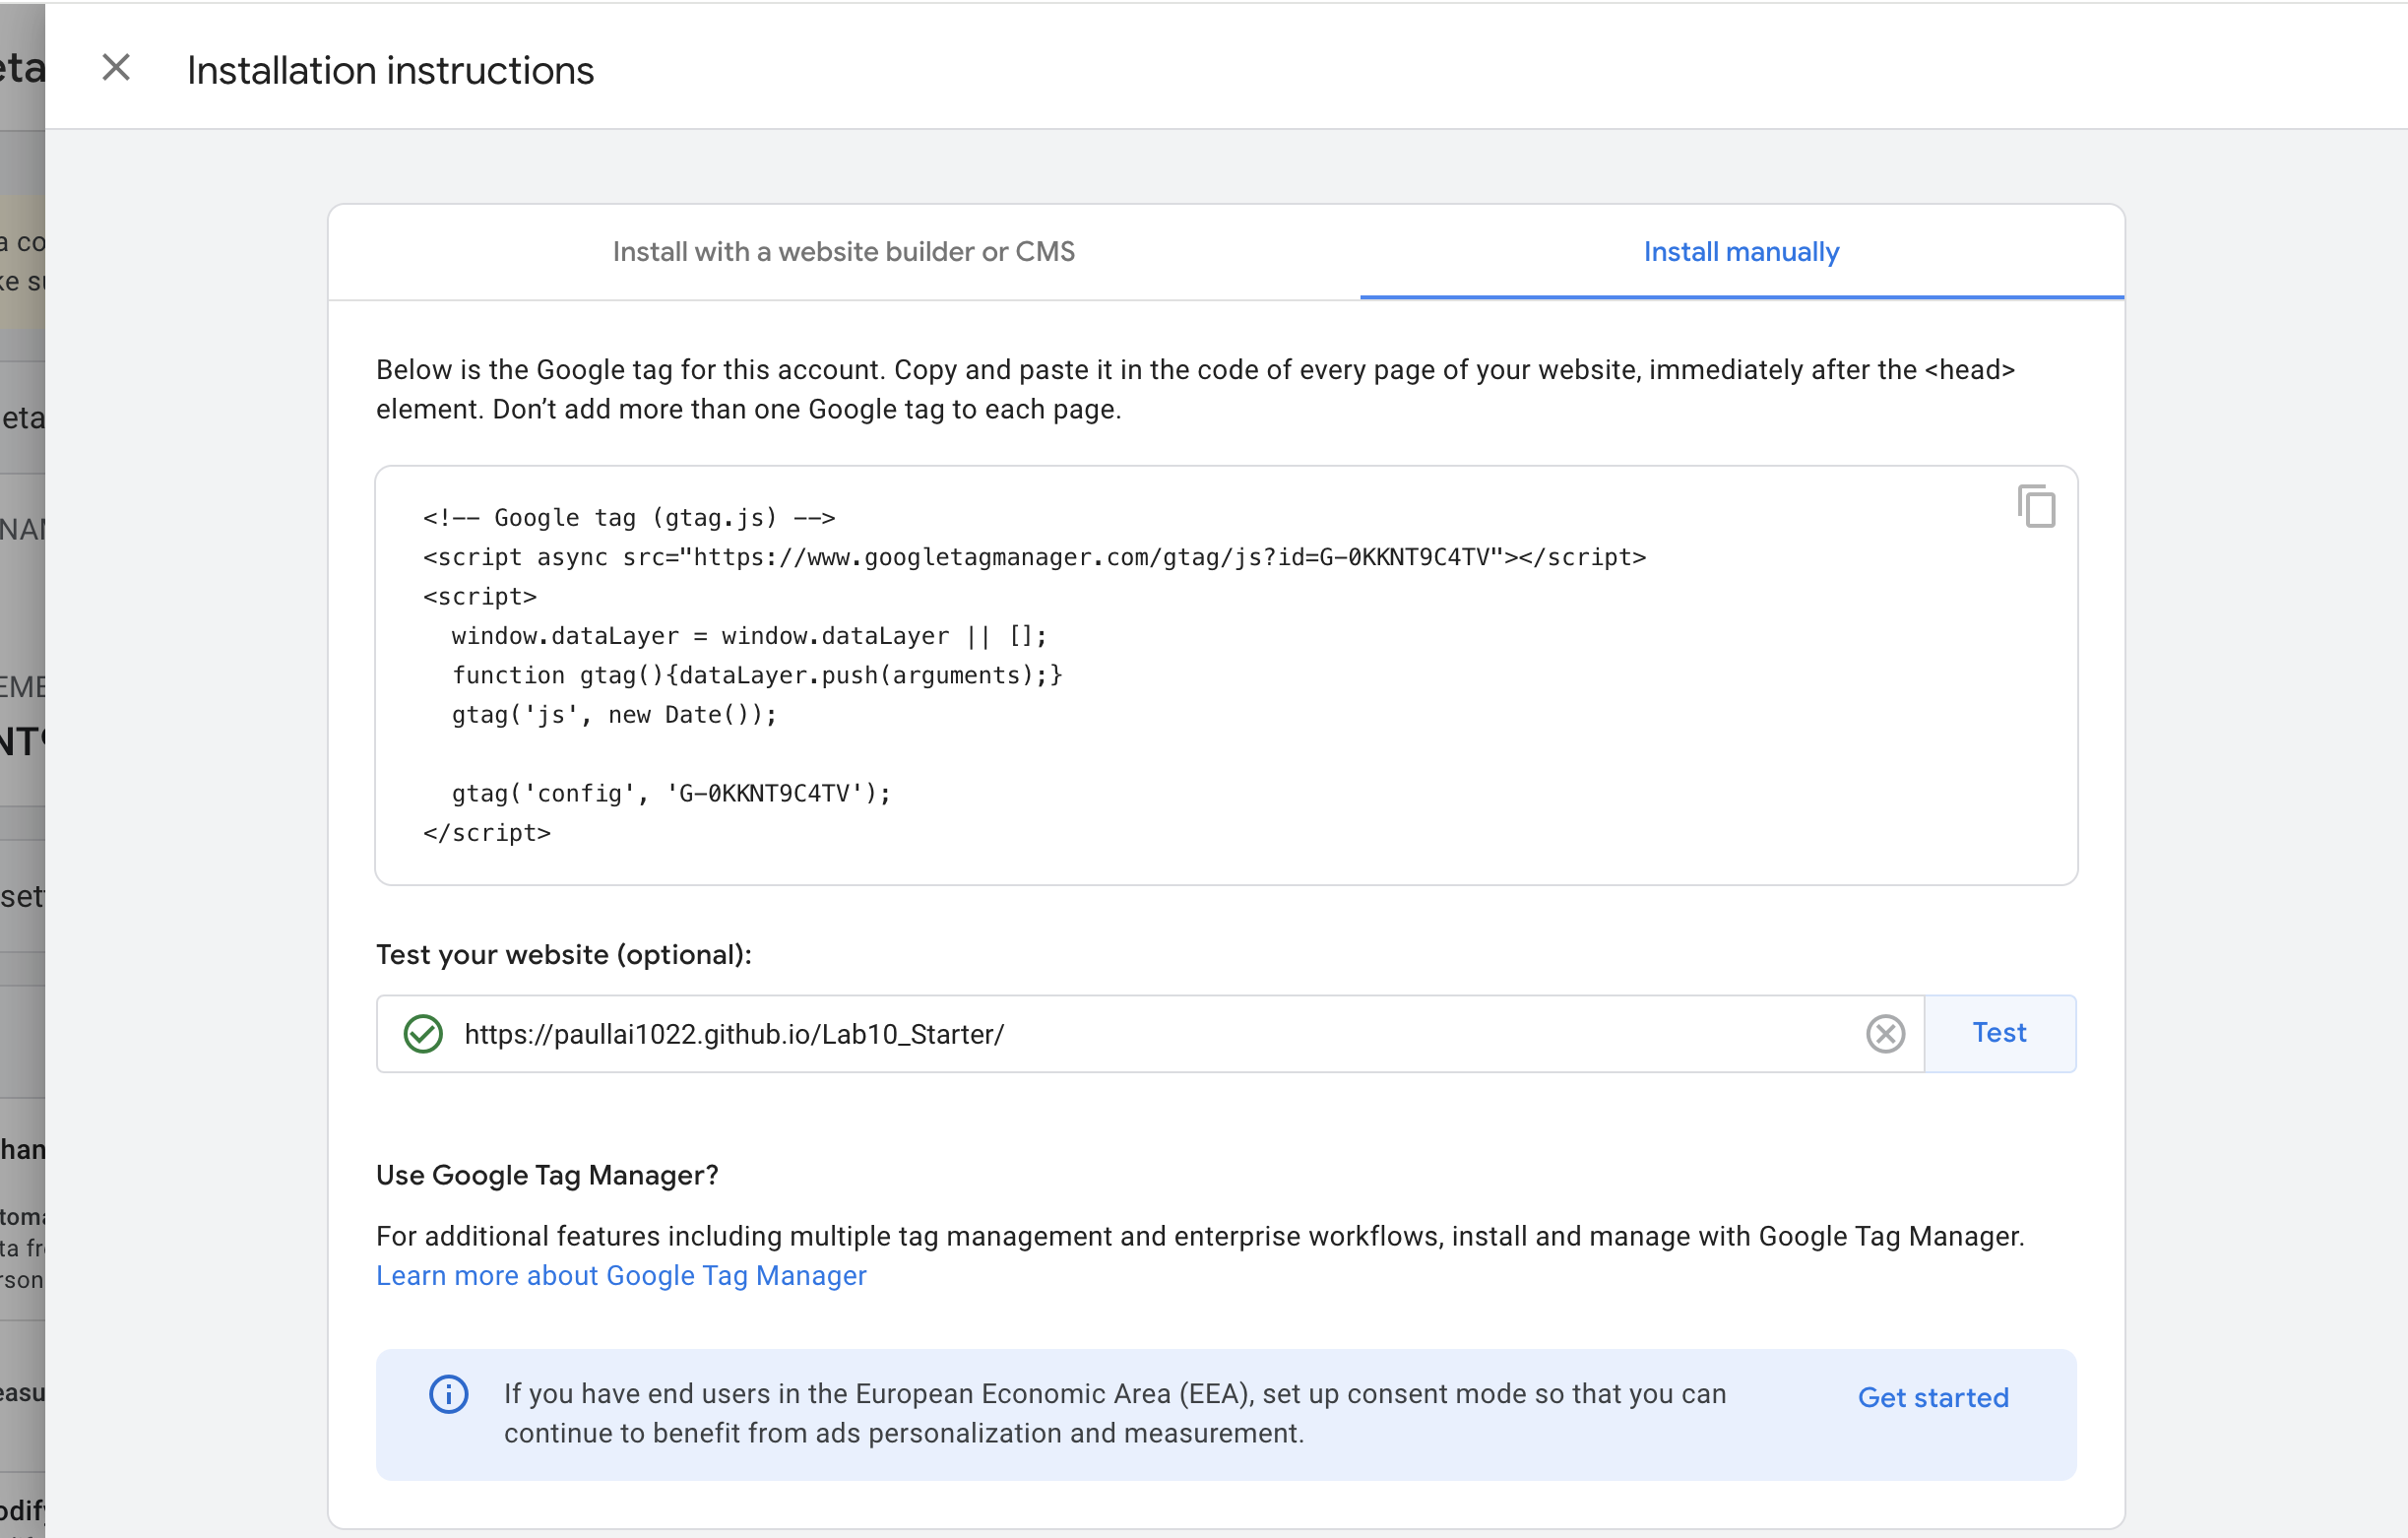 Installation instructions
Install with a website builder or CMS
Install manually
Below is the Google tag for this account. Copy and paste it in the code of every page of your website, immediately after the <head>
element. Don’t add more than one Google tag to each page.
<!-- Google tag (gtag.js) -->
<script async src="https://www.googletagmanager.com/gtag/js?id=G-0KKNT9C4TV"></script>
<script>
  window.dataLayer = window.dataLayer || [];
  function gtag(){dataLayer.push(arguments);}
  gtag('js', new Date());
  gtag('config', 'G-0KKNT9C4TV');
</script>
Test your website (optional):
https://paullai1022.github.io/Lab10_Starter/
Test
Use Google Tag Manager?
For additional features including multiple tag management and enterprise workflows, install and manage with Google Tag Manager.
Learn more about Google Tag Manager
If you have end users in the European Economic Area (EEA), set up consent mode so that you can
continue to benefit from ads personalization and measurement.
Get started